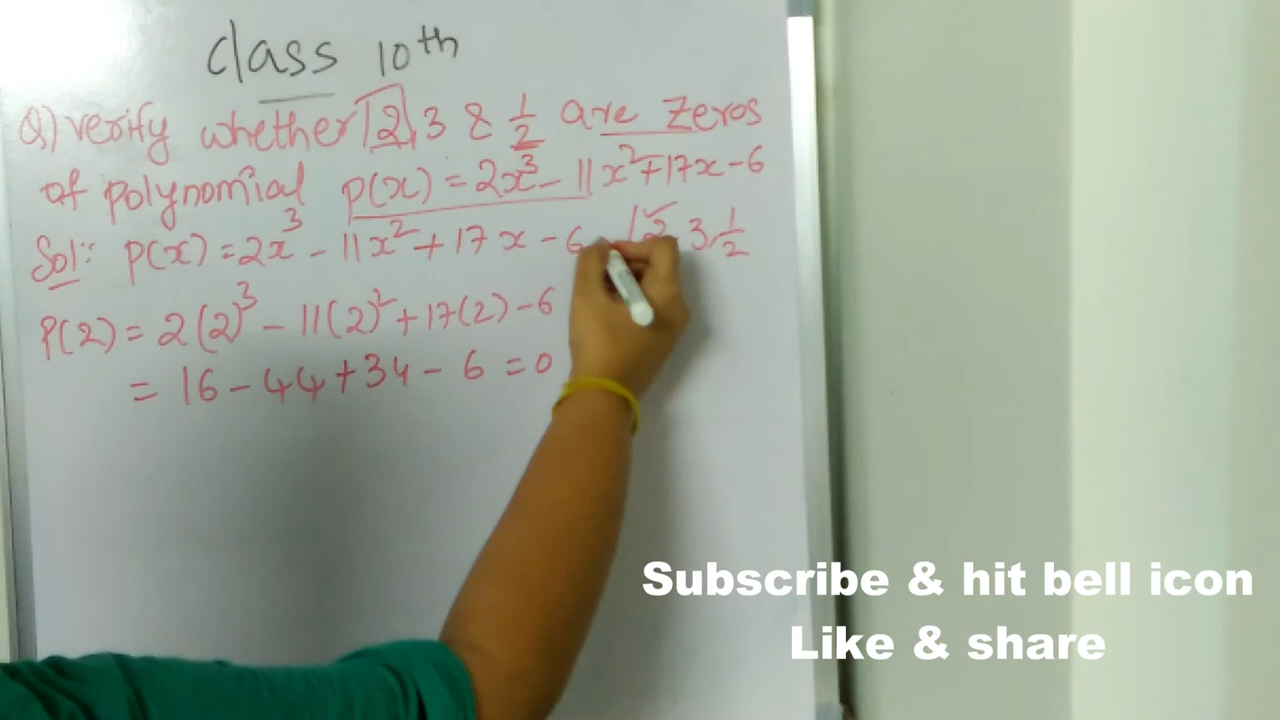 class 10th
Q) verify whether 2, 3 & 1/2 are zeros
of polynomial p(x) = 2x³ - 11x² + 17x - 6
Sol:: p(x) = 2x³ - 11x² + 17x - 6 2, 3, 1/2
P(2) = 2(2)³ - 11(2)² + 17(2) - 6
= 16 - 44 + 34 - 6 = 0
Subscribe & hit bell icon
Like & share